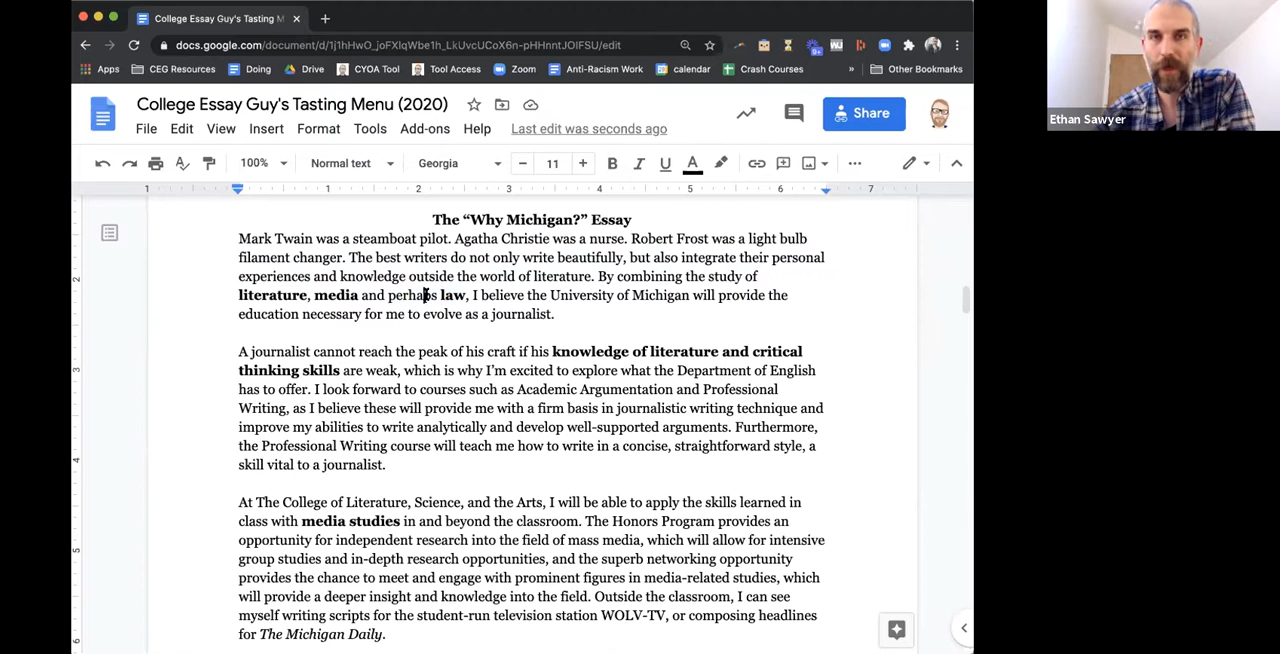 College Essay Guy's Tasting M
docs.google.com/document/d/1j1hHwO_joFXIqWbe1h_LkUvcUCoX6n-pHHnntJOIFSU/edit
9+
Apps CEG Resources Doing Drive CYOA Tool Tool Access Zoom Anti-Racism Work calendar Crash Courses » Other Bookmarks
College Essay Guy's Tasting Menu (2020)
Share
Ethan Sawyer
File Edit View Insert Format Tools Add-ons Help Last edit was seconds ago
100% Normal text Georgia 11 B I U A
1 1 2 3 4 5 6 7
The “Why Michigan?” Essay
Mark Twain was a steamboat pilot. Agatha Christie was a nurse. Robert Frost was a light bulb
filament changer. The best writers do not only write beautifully, but also integrate their personal
experiences and knowledge outside the world of literature. By combining the study of
literature, media and perhaps law, I believe the University of Michigan will provide the
education necessary for me to evolve as a journalist.
A journalist cannot reach the peak of his craft if his knowledge of literature and critical
thinking skills are weak, which is why I’m excited to explore what the Department of English
has to offer. I look forward to courses such as Academic Argumentation and Professional
Writing, as I believe these will provide me with a firm basis in journalistic writing technique and
improve my abilities to write analytically and develop well-supported arguments. Furthermore,
the Professional Writing course will teach me how to write in a concise, straightforward style, a
skill vital to a journalist.
At The College of Literature, Science, and the Arts, I will be able to apply the skills learned in
class with media studies in and beyond the classroom. The Honors Program provides an
opportunity for independent research into the field of mass media, which will allow for intensive
group studies and in-depth research opportunities, and the superb networking opportunity
provides the chance to meet and engage with prominent figures in media-related studies, which
will provide a deeper insight and knowledge into the field. Outside the classroom, I can see
myself writing scripts for the student-run television station WOLV-TV, or composing headlines
for The Michigan Daily.